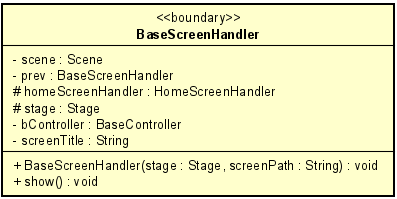 <<boundary>>
BaseScreenHandler
- scene : Scene
- prev : BaseScreenHandler
# homeScreenHandler : HomeScreenHandler
# stage : Stage
- bController : BaseController
- screenTitle : String
+ BaseScreenHandler(stage : Stage, screenPath : String) : void
+ show() : void